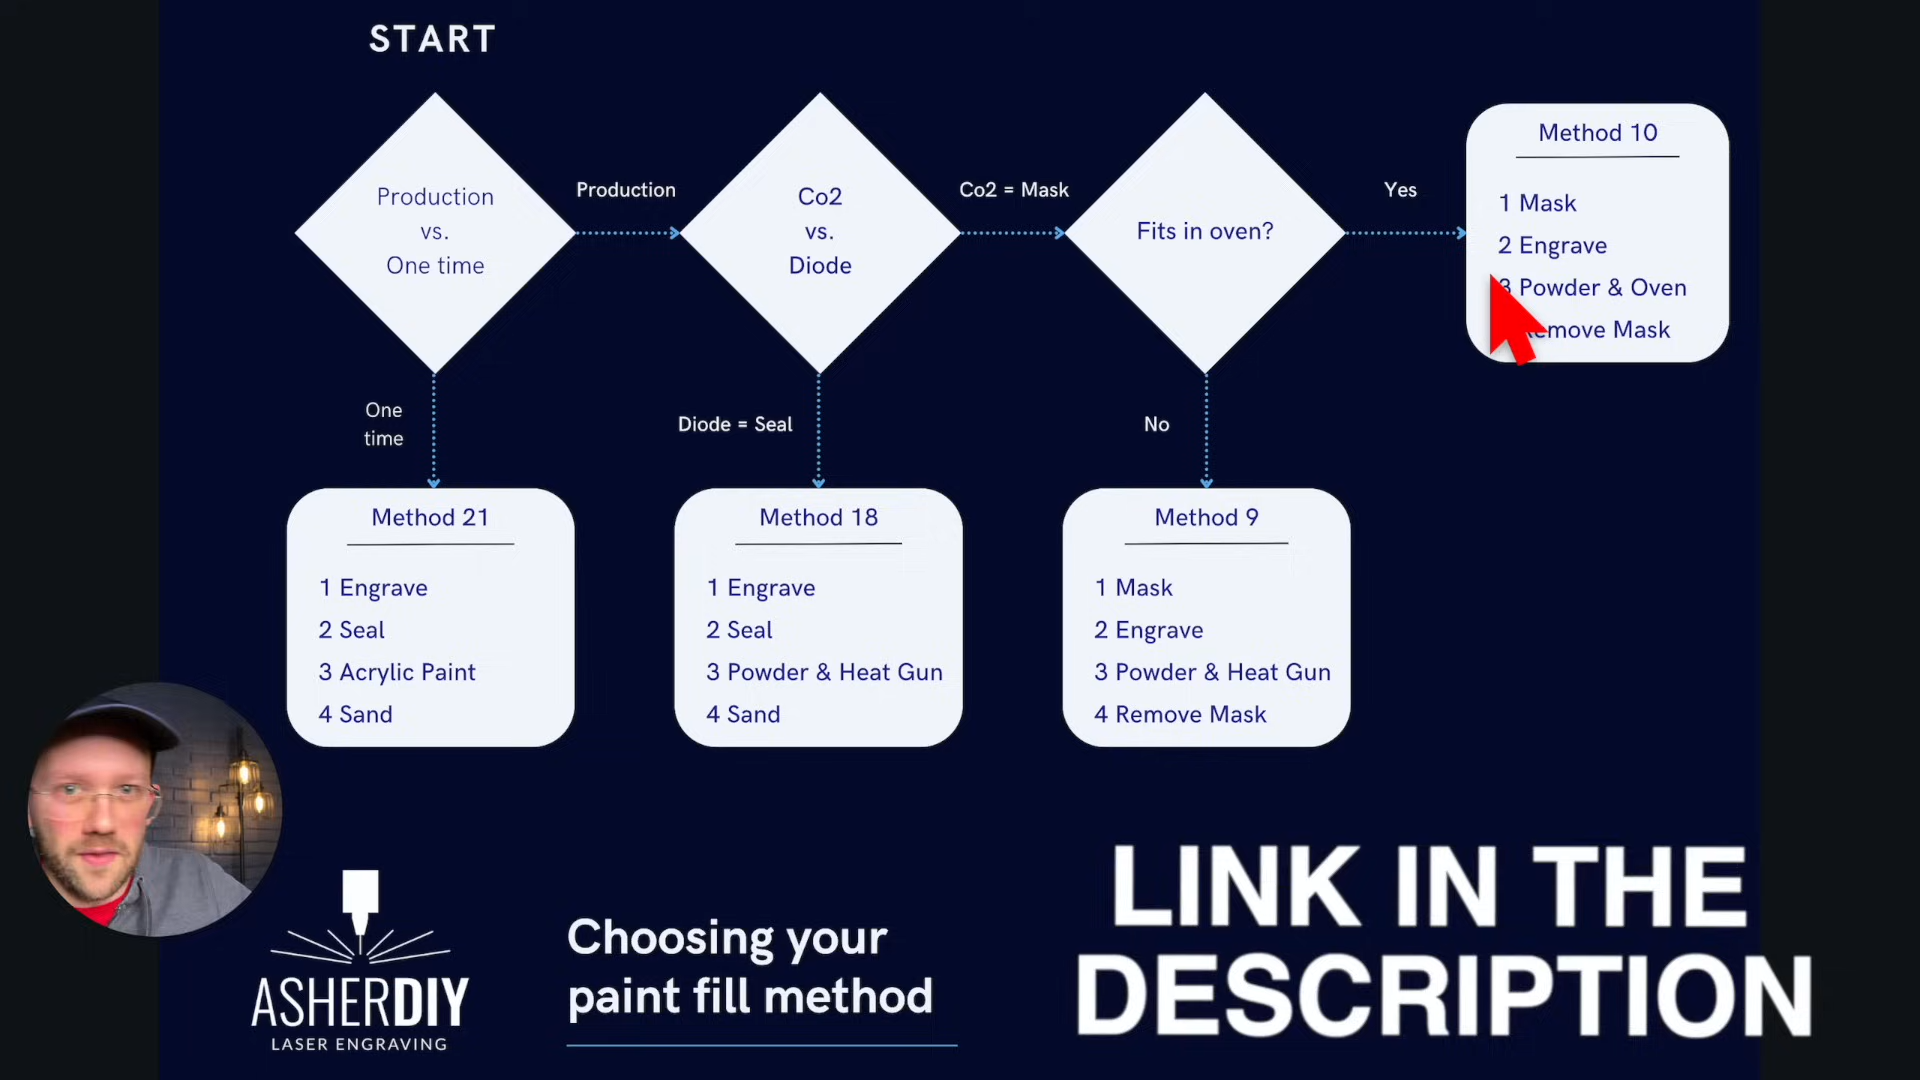 START
Production
vs.
One time
Production
Co2
vs.
Diode
Co2 = Mask
Fits in oven?
Yes
Method 10
1 Mask
2 Engrave
3 Powder & Oven
Remove Mask
One
time
Diode = Seal
No
Method 21
1 Engrave
2 Seal
3 Acrylic Paint
4 Sand
Method 18
1 Engrave
2 Seal
3 Powder & Heat Gun
4 Sand
Method 9
1 Mask
2 Engrave
3 Powder & Heat Gun
4 Remove Mask
ASHERDIY
LASER ENGRAVING
Choosing your
paint fill method
LINK IN THE
DESCRIPTION